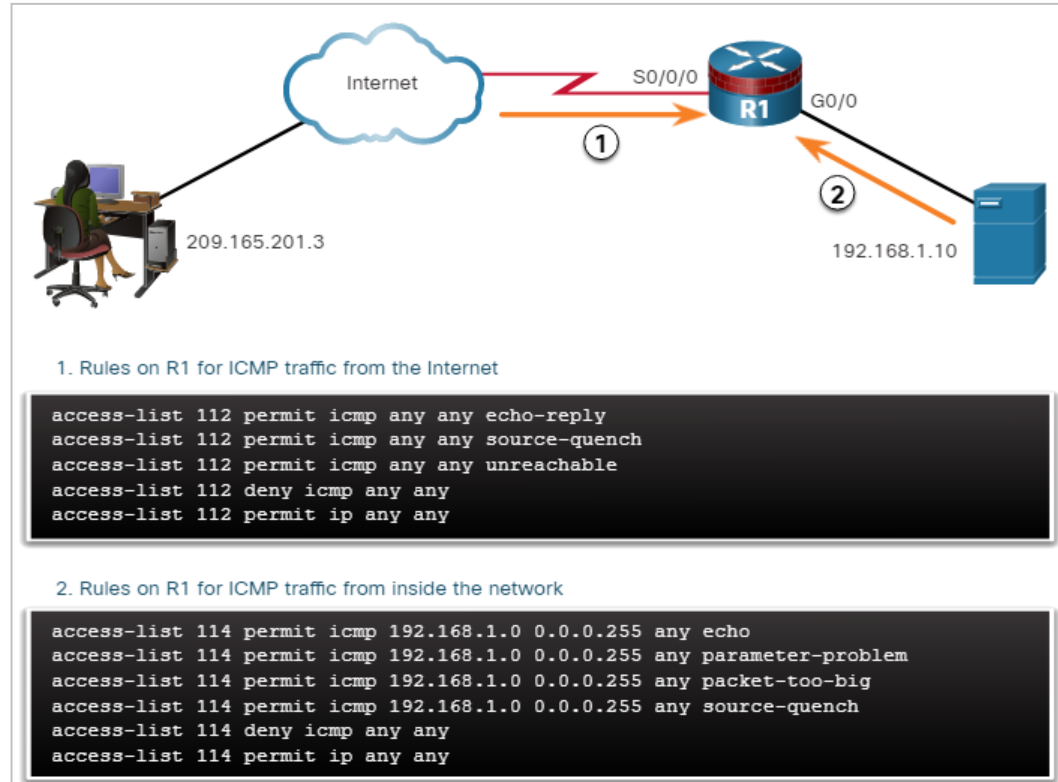 Internet
S0/0/0
R1
G0/0
1
2
209.165.201.3
192.168.1.10
1. Rules on R1 for ICMP traffic from the Internet
access-list 112 permit icmp any any echo-reply
access-list 112 permit icmp any any source-quench
access-list 112 permit icmp any any unreachable
access-list 112 deny icmp any any
access-list 112 permit ip any any
2. Rules on R1 for ICMP traffic from inside the network
access-list 114 permit icmp 192.168.1.0 0.0.0.255 any echo
access-list 114 permit icmp 192.168.1.0 0.0.0.255 any parameter-problem
access-list 114 permit icmp 192.168.1.0 0.0.0.255 any packet-too-big
access-list 114 permit icmp 192.168.1.0 0.0.0.255 any source-quench
access-list 114 deny icmp any any
access-list 114 permit ip any any